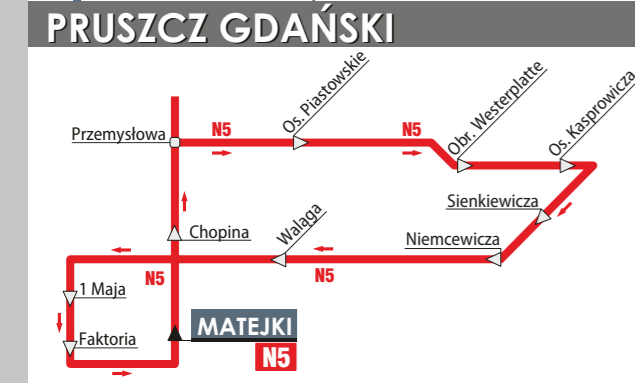 PRUSZCZ GDAŃSKI
Os. Piastowskie
Obr. Westerplatte
Os. Kasprowicza
Przemysłowa
N5
N5
Sienkiewicza
Chopina
Waląga
Niemcewicza
N5
N5
1 Maja
MATEJKI
Faktoria
N5